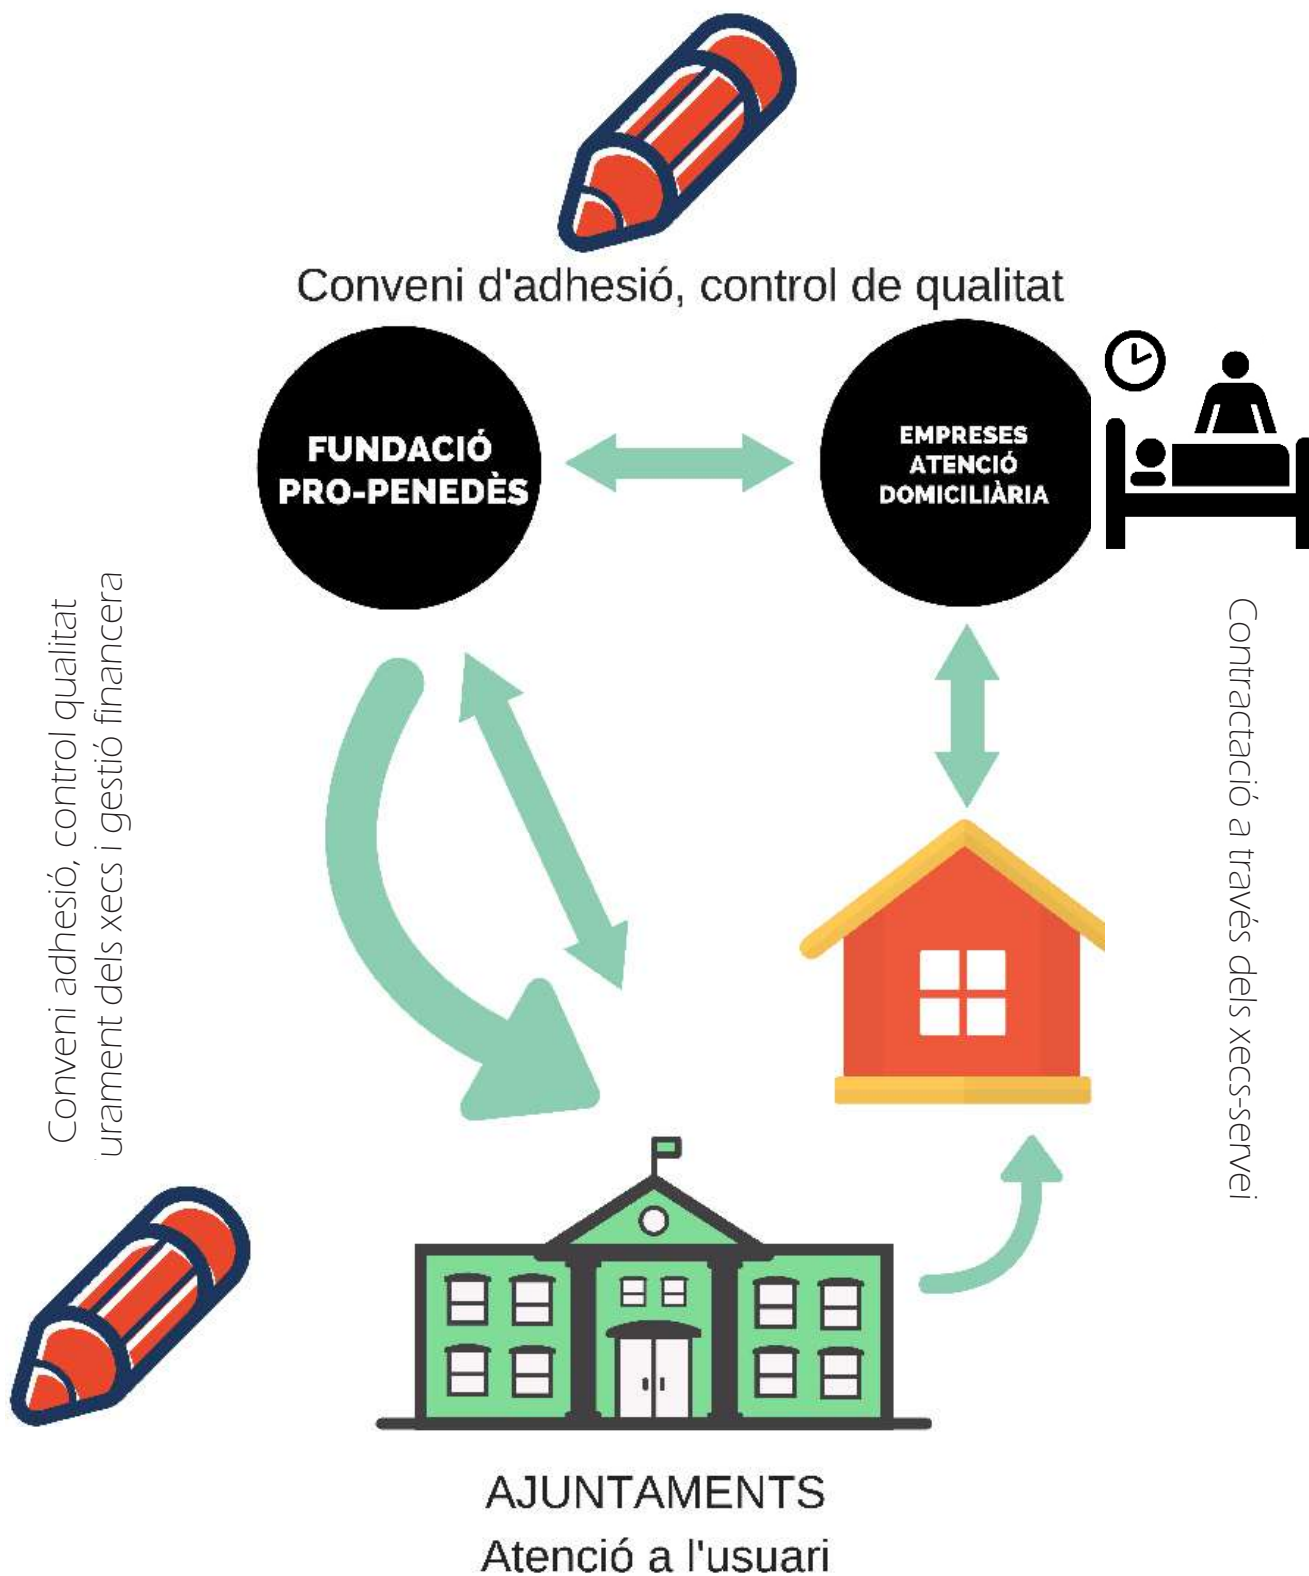 Conveni d'adhesió, control de qualitat
FUNDACIÓ
PRO-PENEDÈS
EMPRESES
ATENCIÓ
DOMICILIÀRIA
Conveni adhesió, control qualitat
dels xecs i gestió financera
Contractació a través dels xecs-servei
AJUNTAMENTS
Atenció a l'usuari